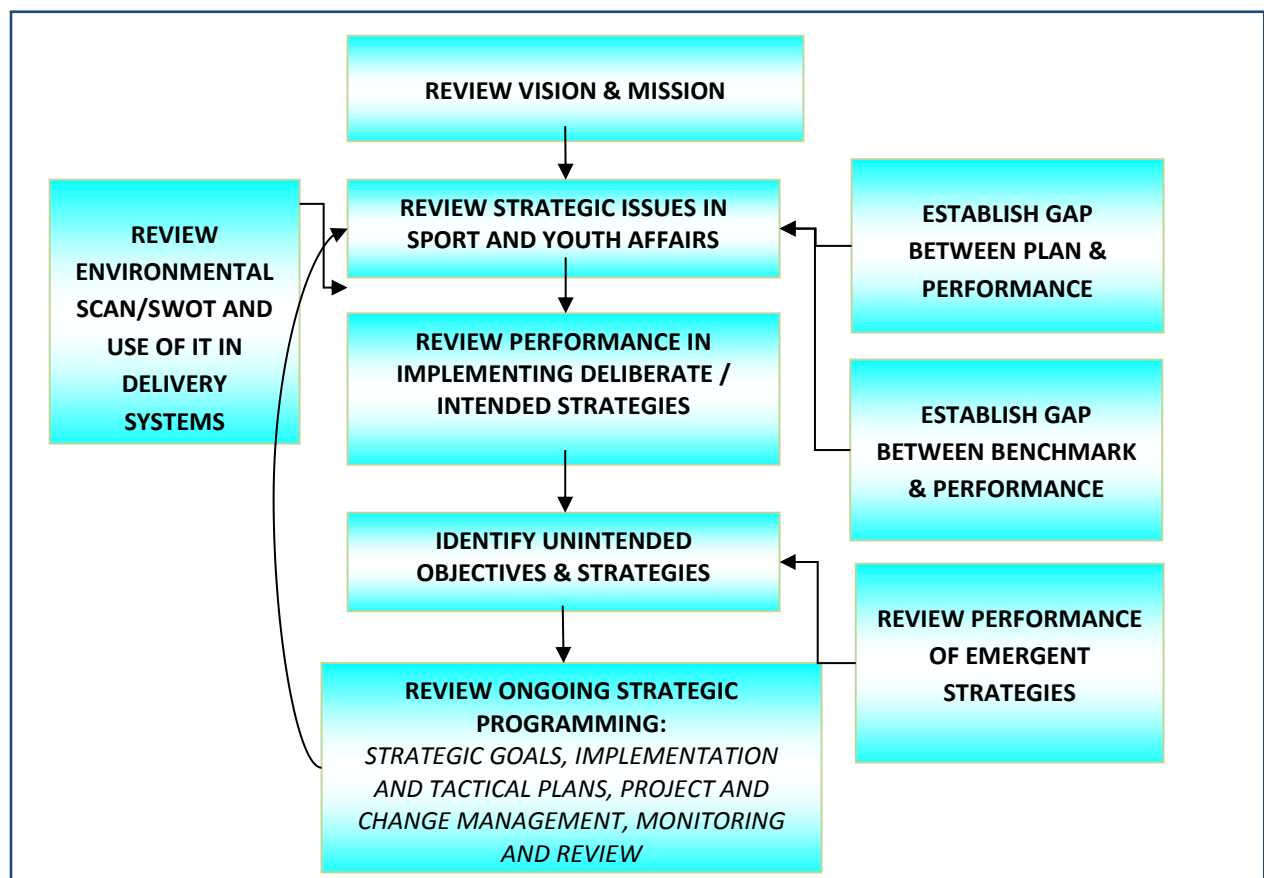 REVIEW VISION & MISSION
REVIEW STRATEGIC ISSUES IN
SPORT AND YOUTH AFFAIRS
REVIEW
ENVIRONMENTAL
SCAN/SWOT AND
USE OF IT IN
DELIVERY
SYSTEMS
ESTABLISH GAP
BETWEEN PLAN &
PERFORMANCE
REVIEW PERFORMANCE IN
IMPLEMENTING DELIBERATE /
INTENDED STRATEGIES
ESTABLISH GAP
BETWEEN BENCHMARK
& PERFORMANCE
IDENTIFY UNINTENDED
OBJECTIVES & STRATEGIES
REVIEW PERFORMANCE
OF EMERGENT
STRATEGIES
REVIEW ONGOING STRATEGIC
PROGRAMMING:
STRATEGIC GOALS, IMPLEMENTATION
AND TACTICAL PLANS, PROJECT AND
CHANGE MANAGEMENT, MONITORING
AND REVIEW